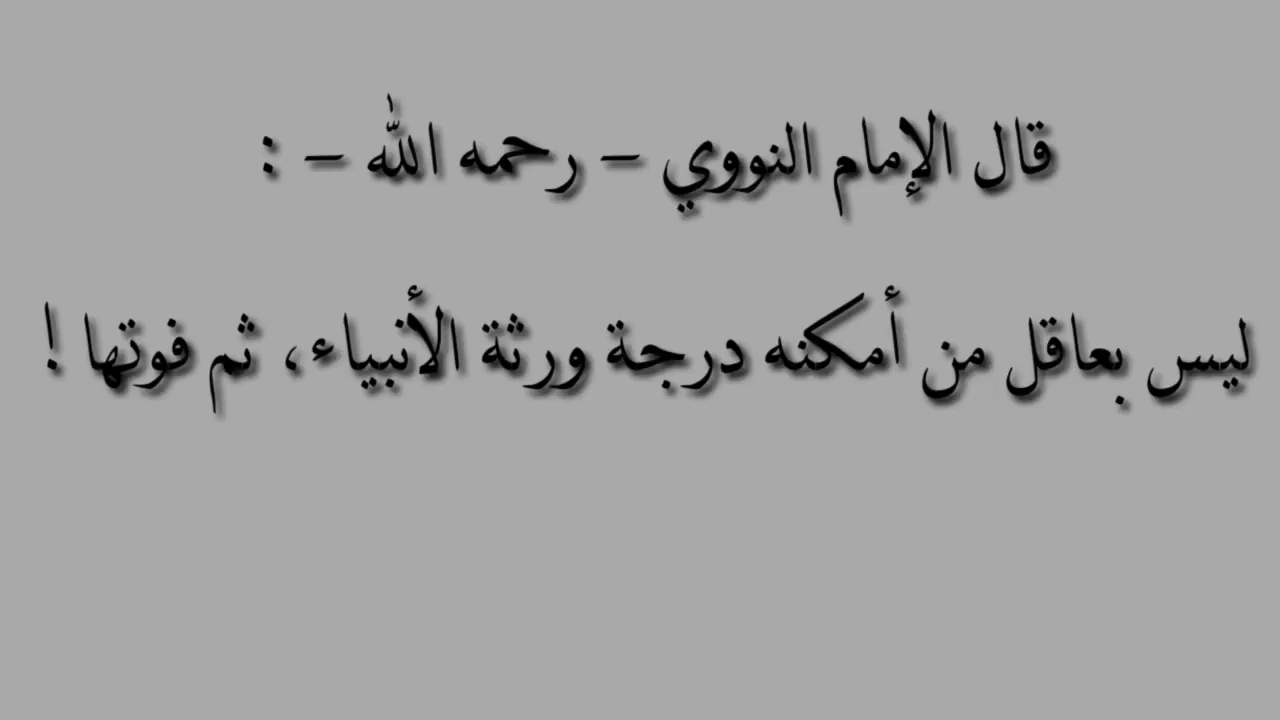 قال الإمام النووي – رحمه الله – :
ليس بعاقل من أمكنه درجة ورثة الأنبياء، ثم فوتها !